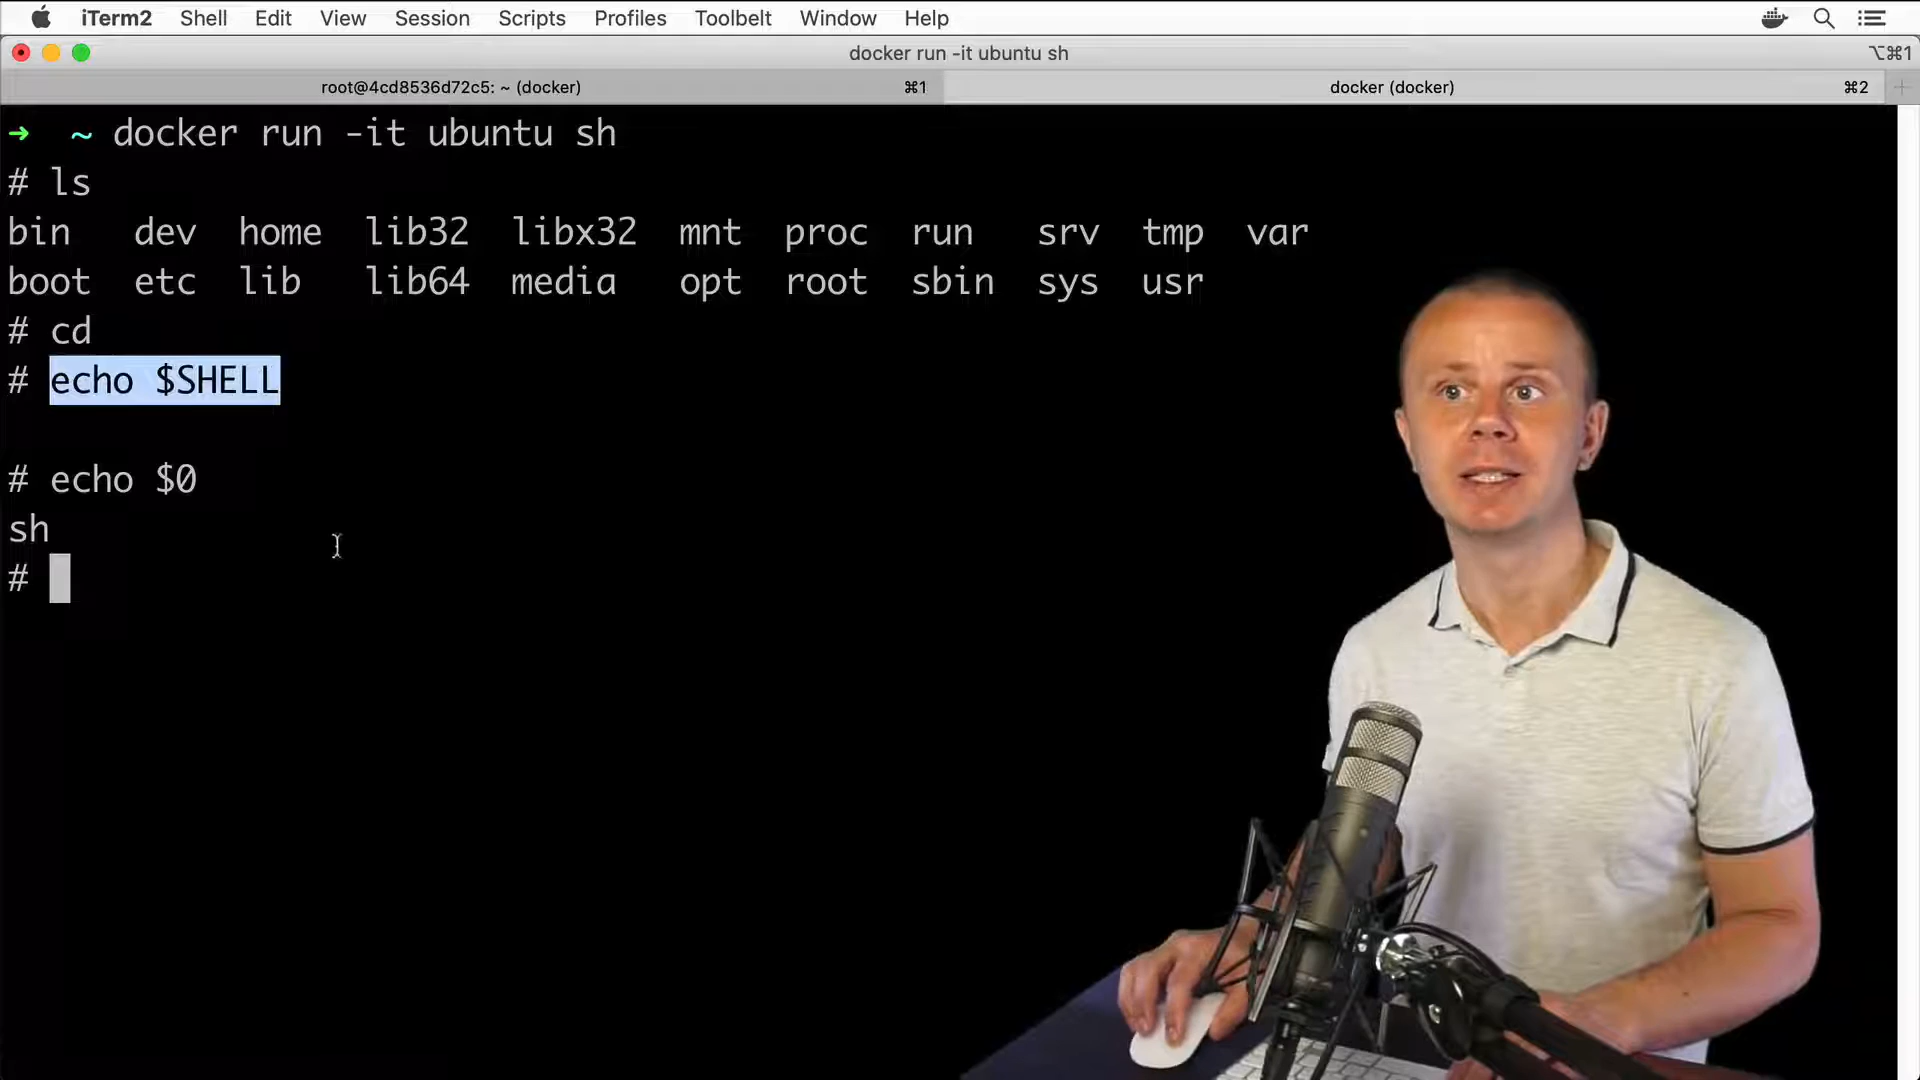 iTerm2 Shell Edit View Session Scripts Profiles Toolbelt Window Help
docker run -it ubuntu sh ⌥⌘1
root@4cd8536d72c5: ~ (docker) ⌘1 docker (docker) ⌘2 +
➜ ~ docker run -it ubuntu sh
# ls
bin dev home lib32 libx32 mnt proc run srv tmp var
boot etc lib lib64 media opt root sbin sys usr
# cd
# echo $SHELL
# echo $0
sh
#